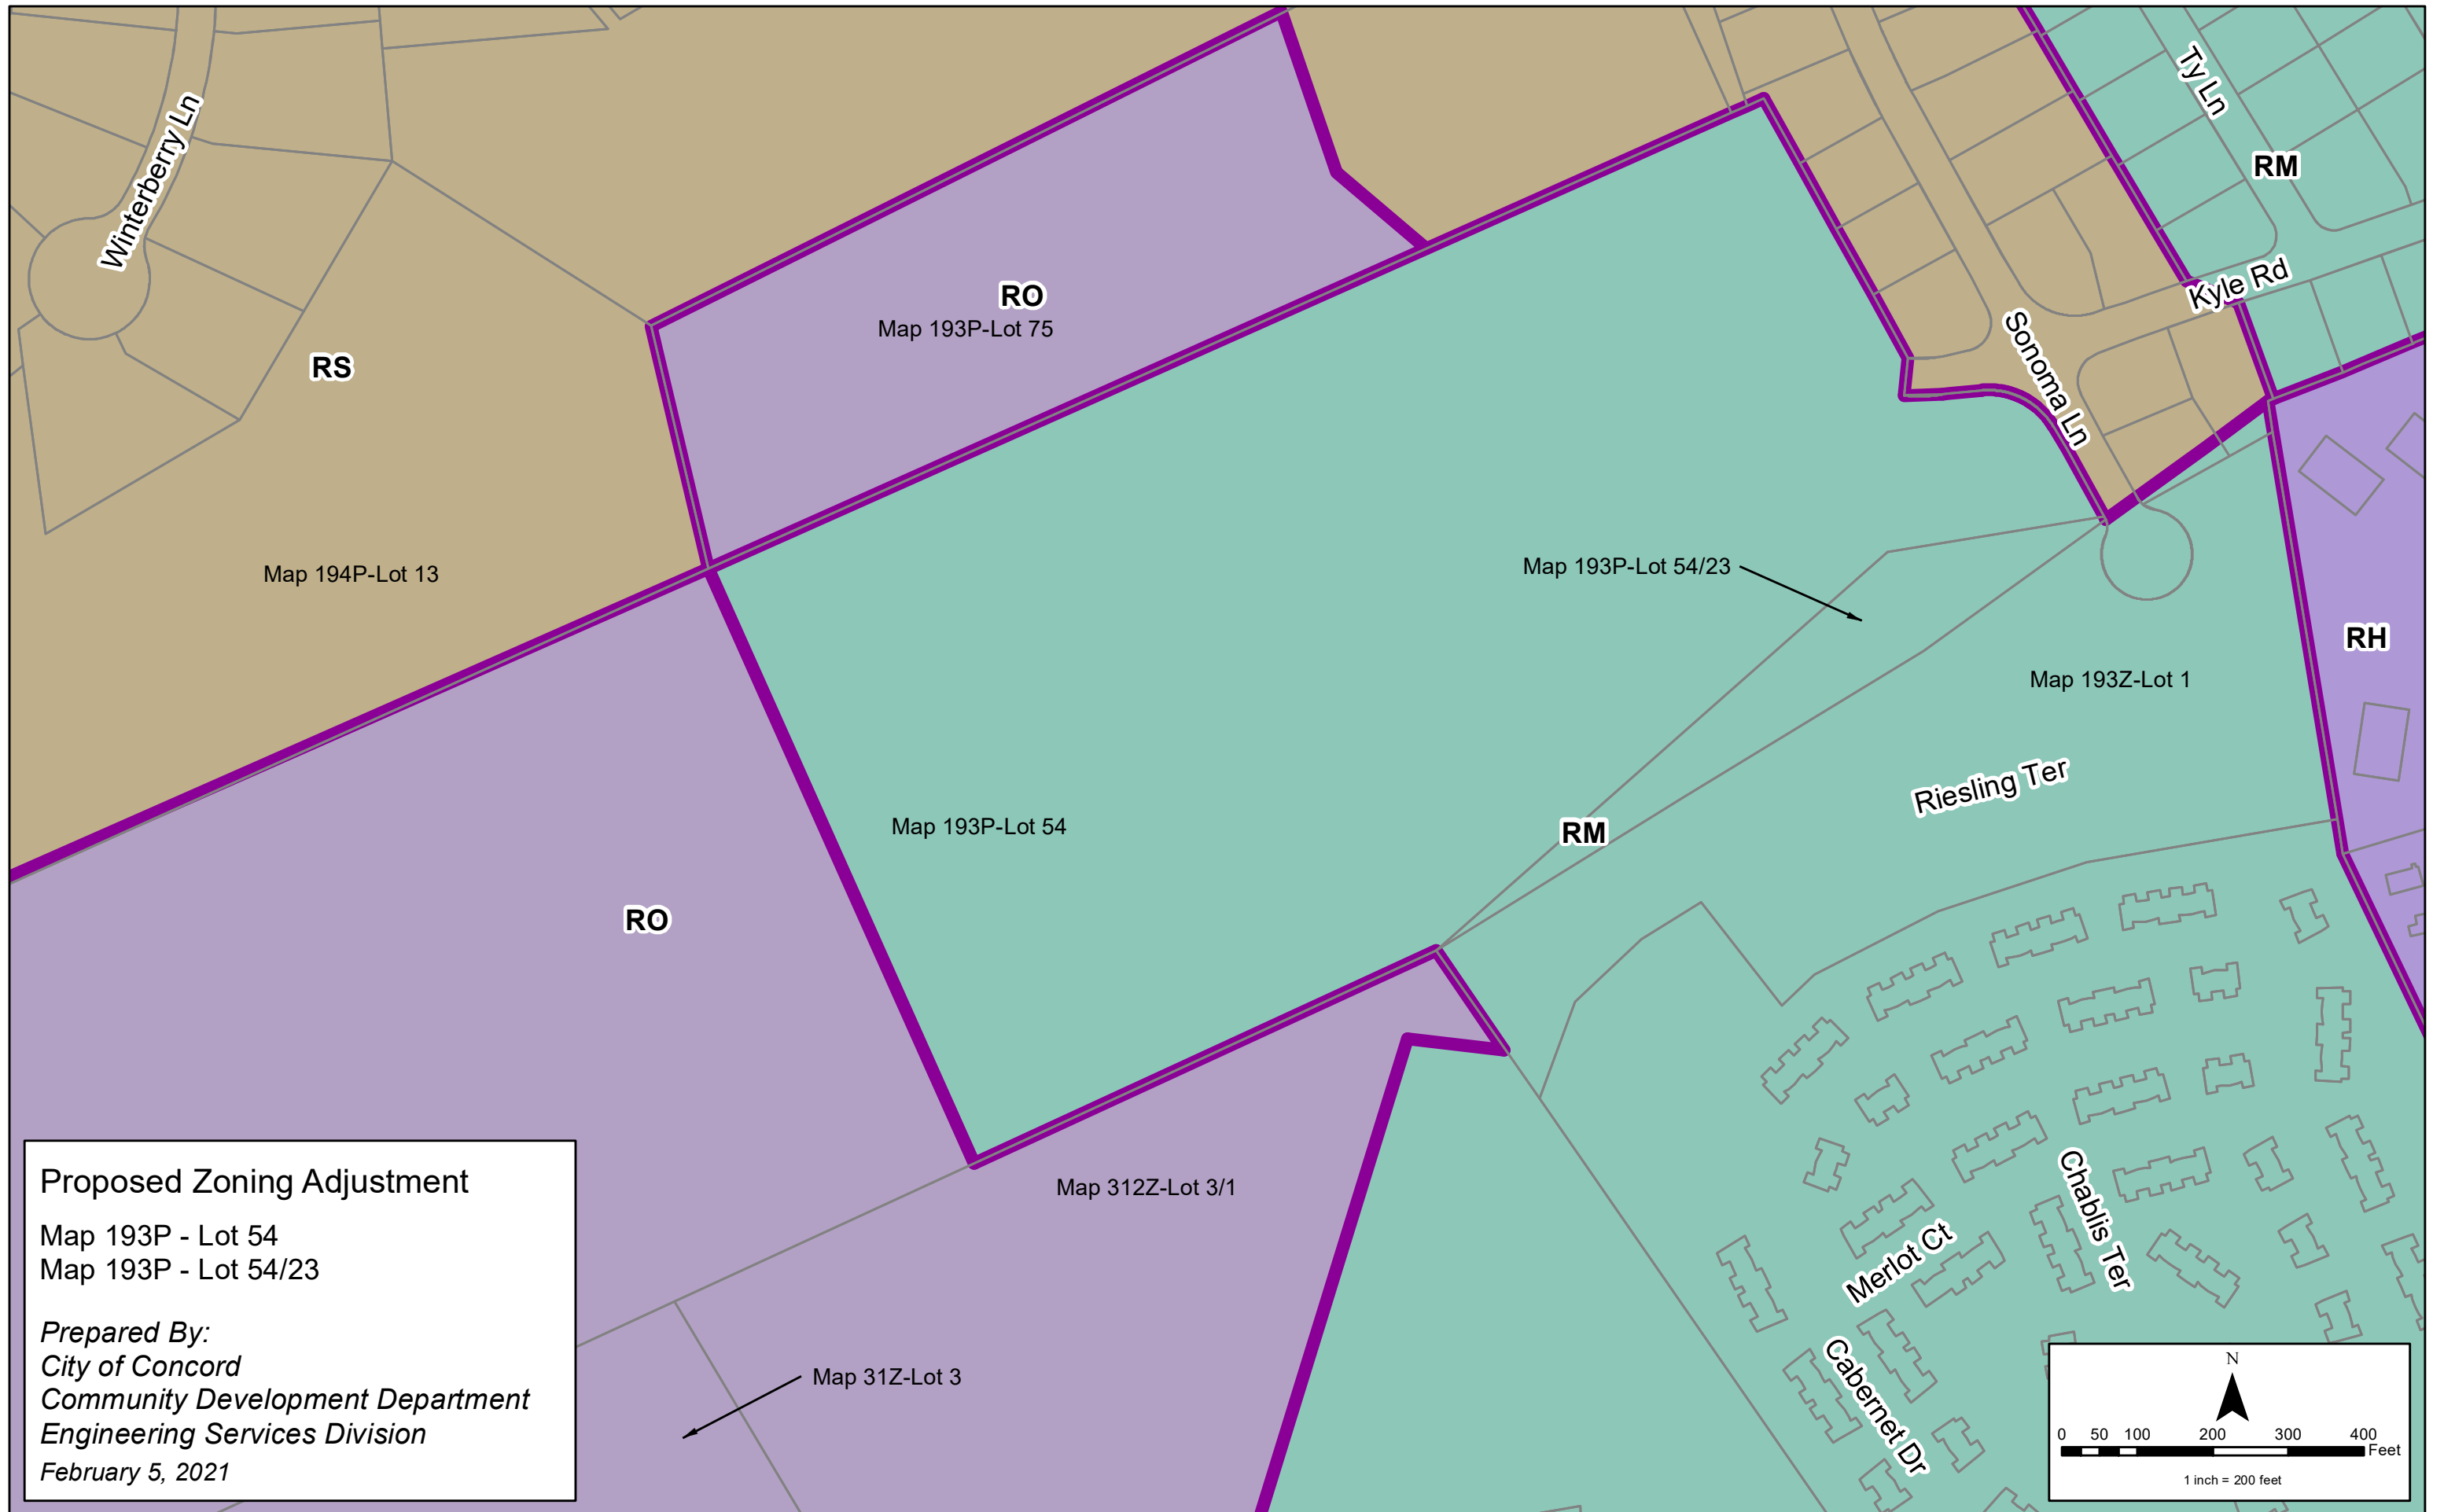 Ty Ln
Winterberry Ln
RM
Kyle Rd
RO
Map 193P-Lot 75
Sonoma Ln
RS
Map 194P-Lot 13
Map 193P-Lot 54/23
RH
Map 193Z-Lot 1
Riesling Ter
Map 193P-Lot 54
RM
RO
Map 312Z-Lot 3/1
Chablis Ter
Merlot Ct
Map 31Z-Lot 3
Cabernet Dr
Proposed Zoning Adjustment
Map 193P - Lot 54
Map 193P - Lot 54/23
Prepared By:
City of Concord
Community Development Department
Engineering Services Division
February 5, 2021
N
0 50 100 200 300 400
Feet
1 inch = 200 feet